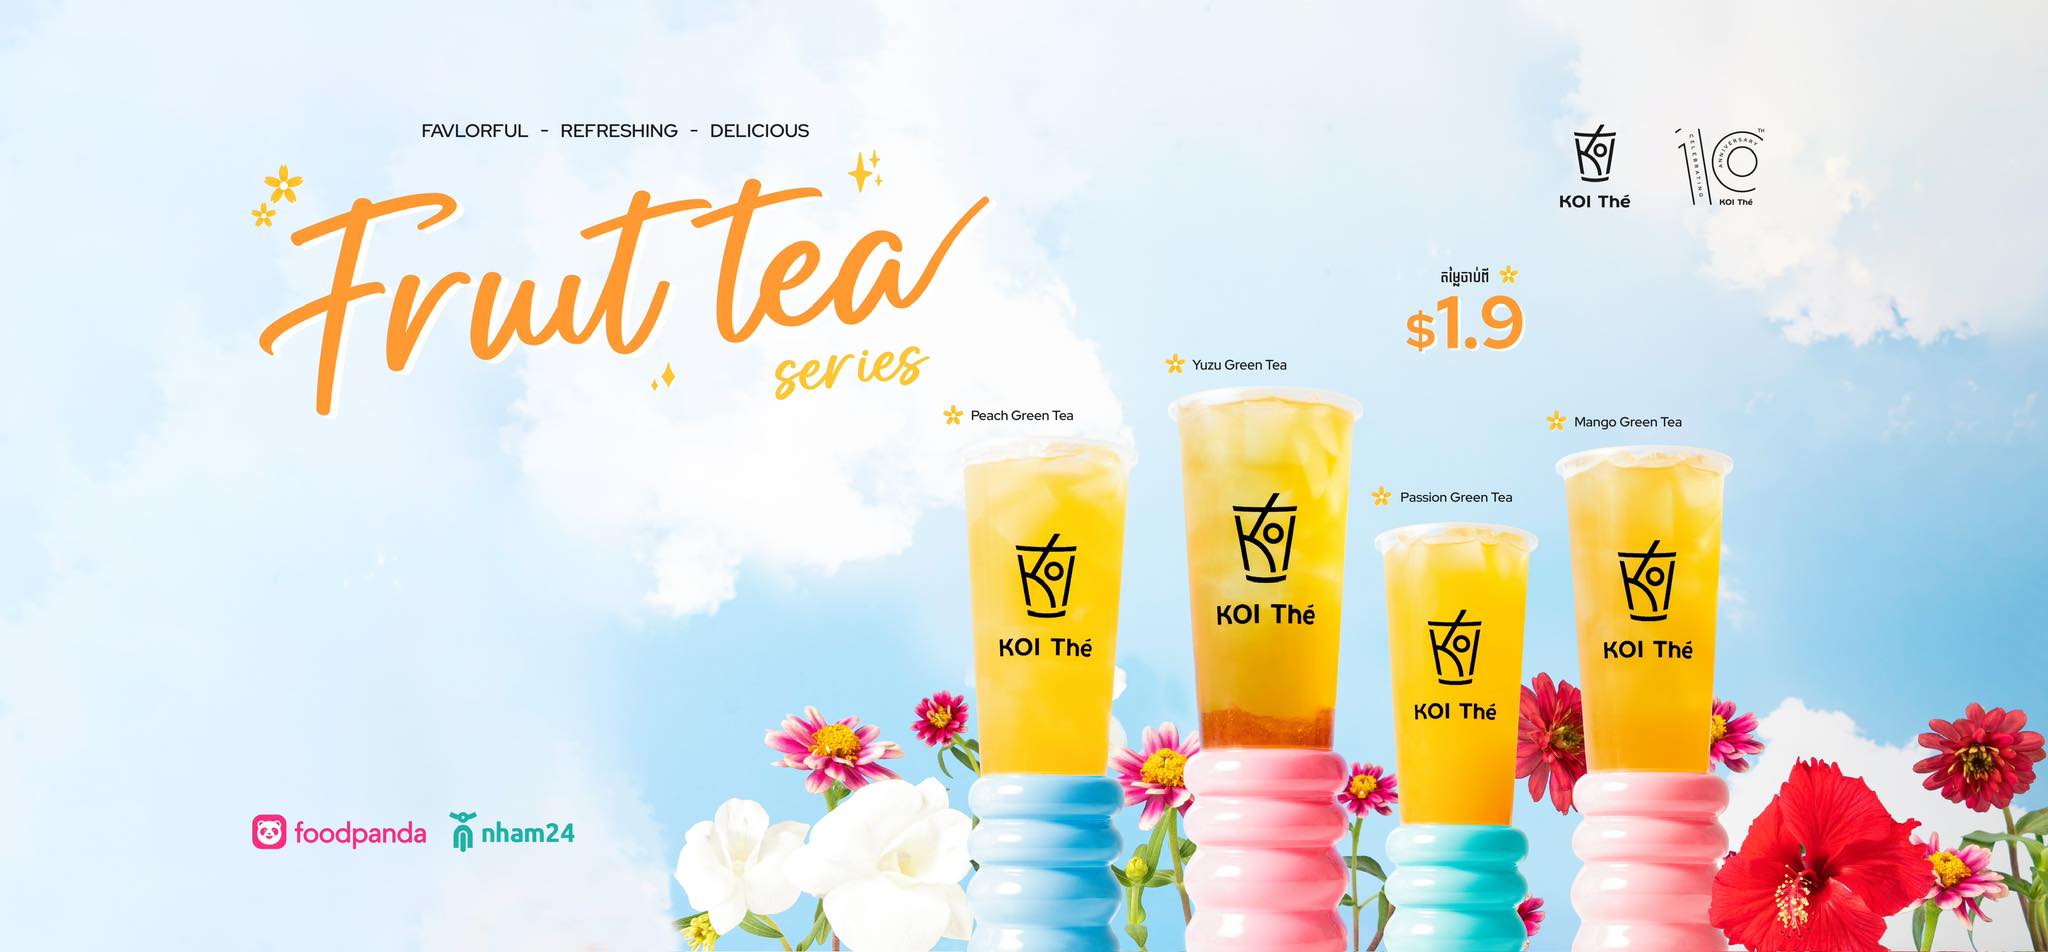 FAVLORFUL - REFRESHING - DELICIOUS
Fruit tea
series
KOI Thé
CELEBRATING
10TH
ANNIVERSARY
KOI Thé
តម្លៃចាប់ពី
$1.9
Yuzu Green Tea
Peach Green Tea
Mango Green Tea
Passion Green Tea
KOI Thé
KOI Thé
KOI Thé
KOI Thé
foodpanda
nham24